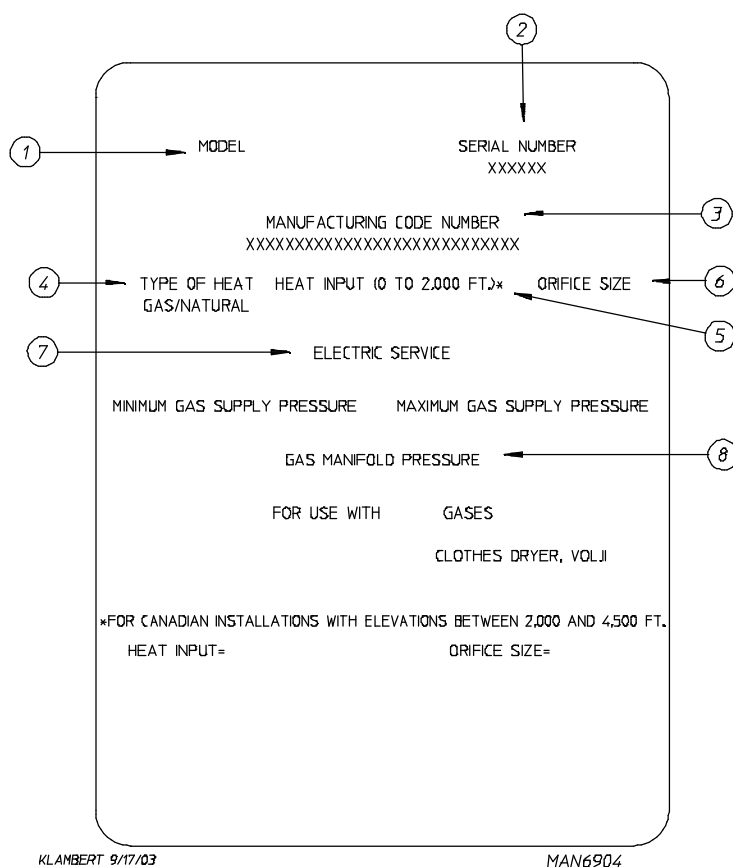 2
1
MODEL
SERIAL NUMBER
XXXXXX
3
MANUFACTURING CODE NUMBER
XXXXXXXXXXXXXXXXXXXXXXXXXXXX
4
TYPE OF HEAT HEAT INPUT (0 TO 2,000 FT.)* ORIFICE SIZE
6
GAS/NATURAL
5
7
ELECTRIC SERVICE
MINIMUM GAS SUPPLY PRESSURE MAXIMUM GAS SUPPLY PRESSURE
GAS MANIFOLD PRESSURE
8
FOR USE WITH GASES
CLOTHES DRYER, VOL.II
*FOR CANADIAN INSTALLATIONS WITH ELEVATIONS BETWEEN 2,000 AND 4,500 FT.
HEAT INPUT= ORIFICE SIZE=
KLAMBERT 9/17/03 MAN6904